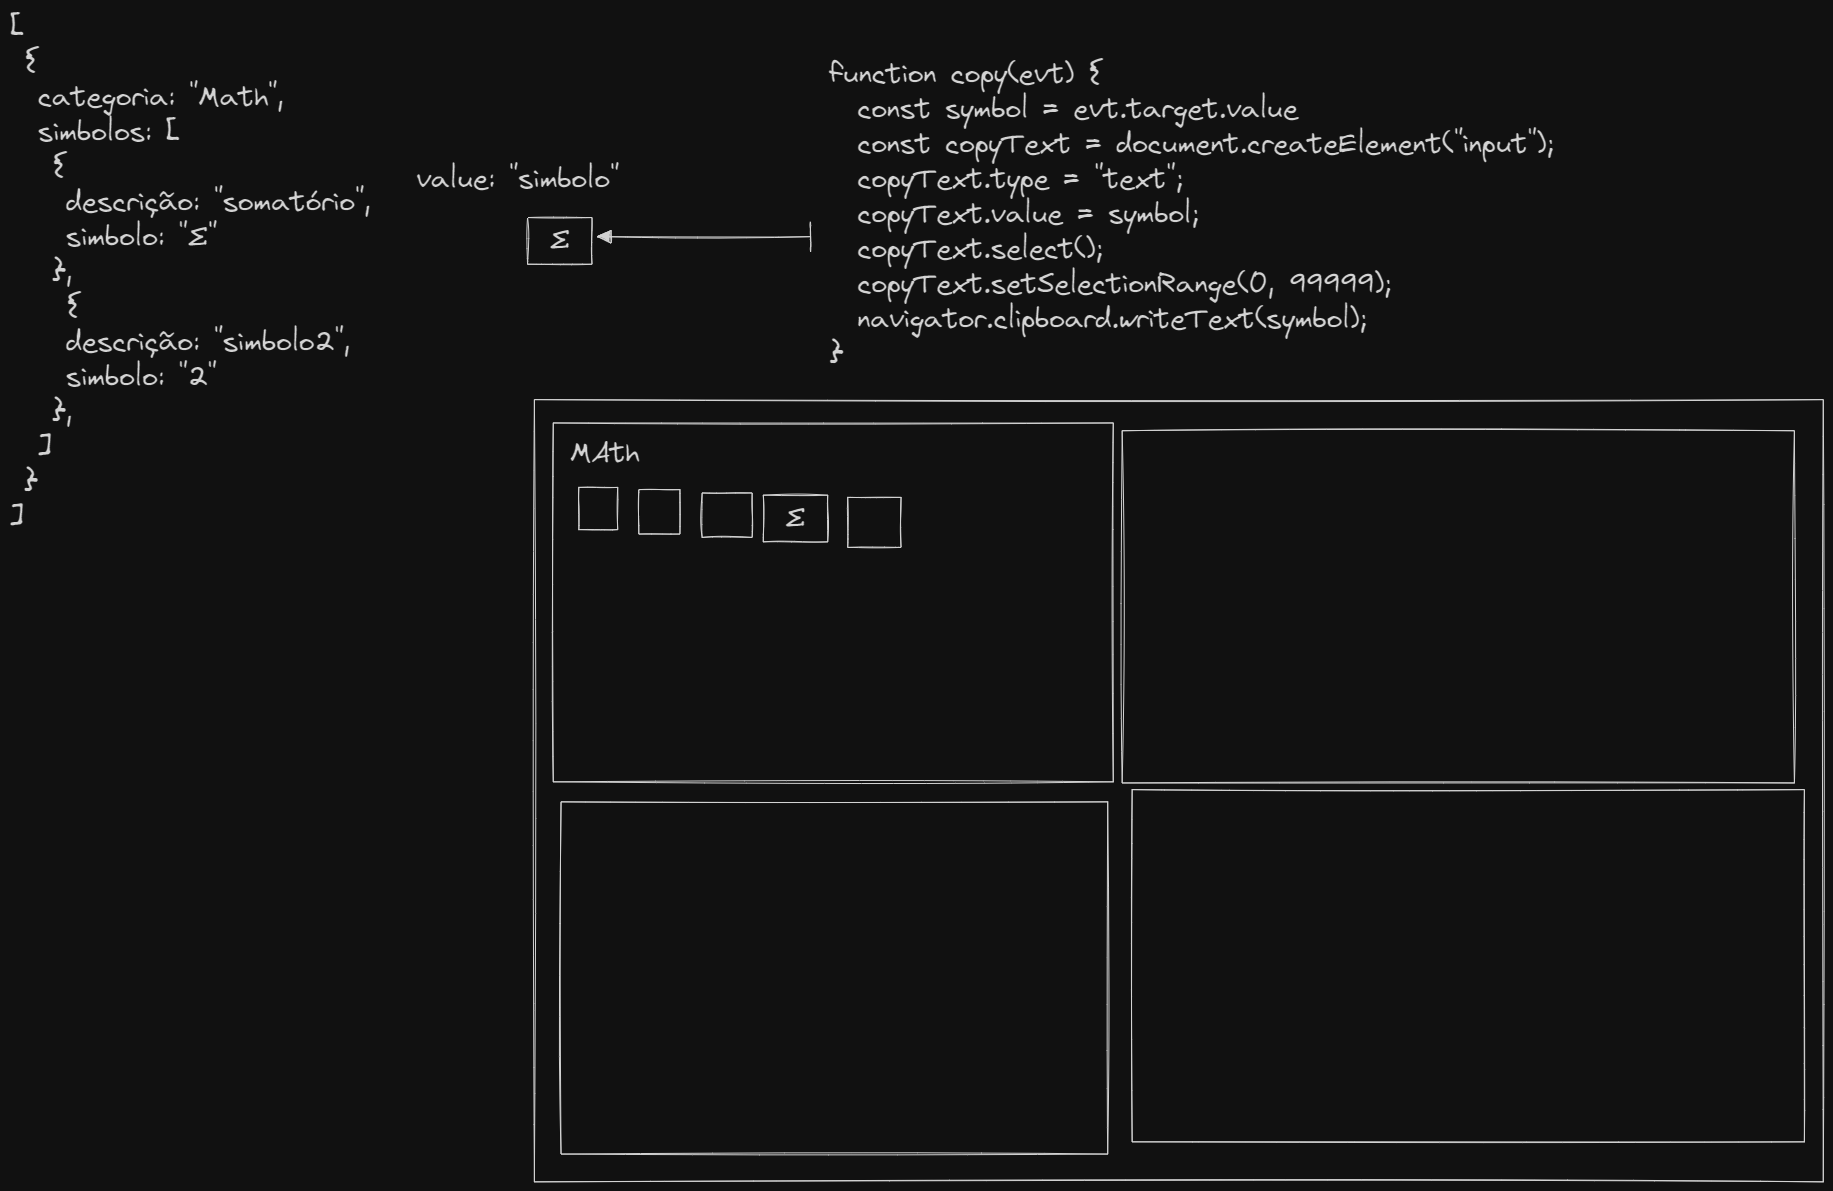 [
{
categoria: "Math",
simbolos: [
{
descrição: "somatório",
simbolo: "Σ"
},
{
descrição: "simbolo2",
simbolo: "2"
},
]
}
]
value: "simbolo"
Σ
function copy(evt) {
const symbol = evt.target.value
const copyText = document.createElement("input");
copyText.type = "text";
copyText.value = symbol;
copyText.select();
copyText.setSelectionRange(0, 99999);
navigator.clipboard.writeText(symbol);
}
MAth
Σ